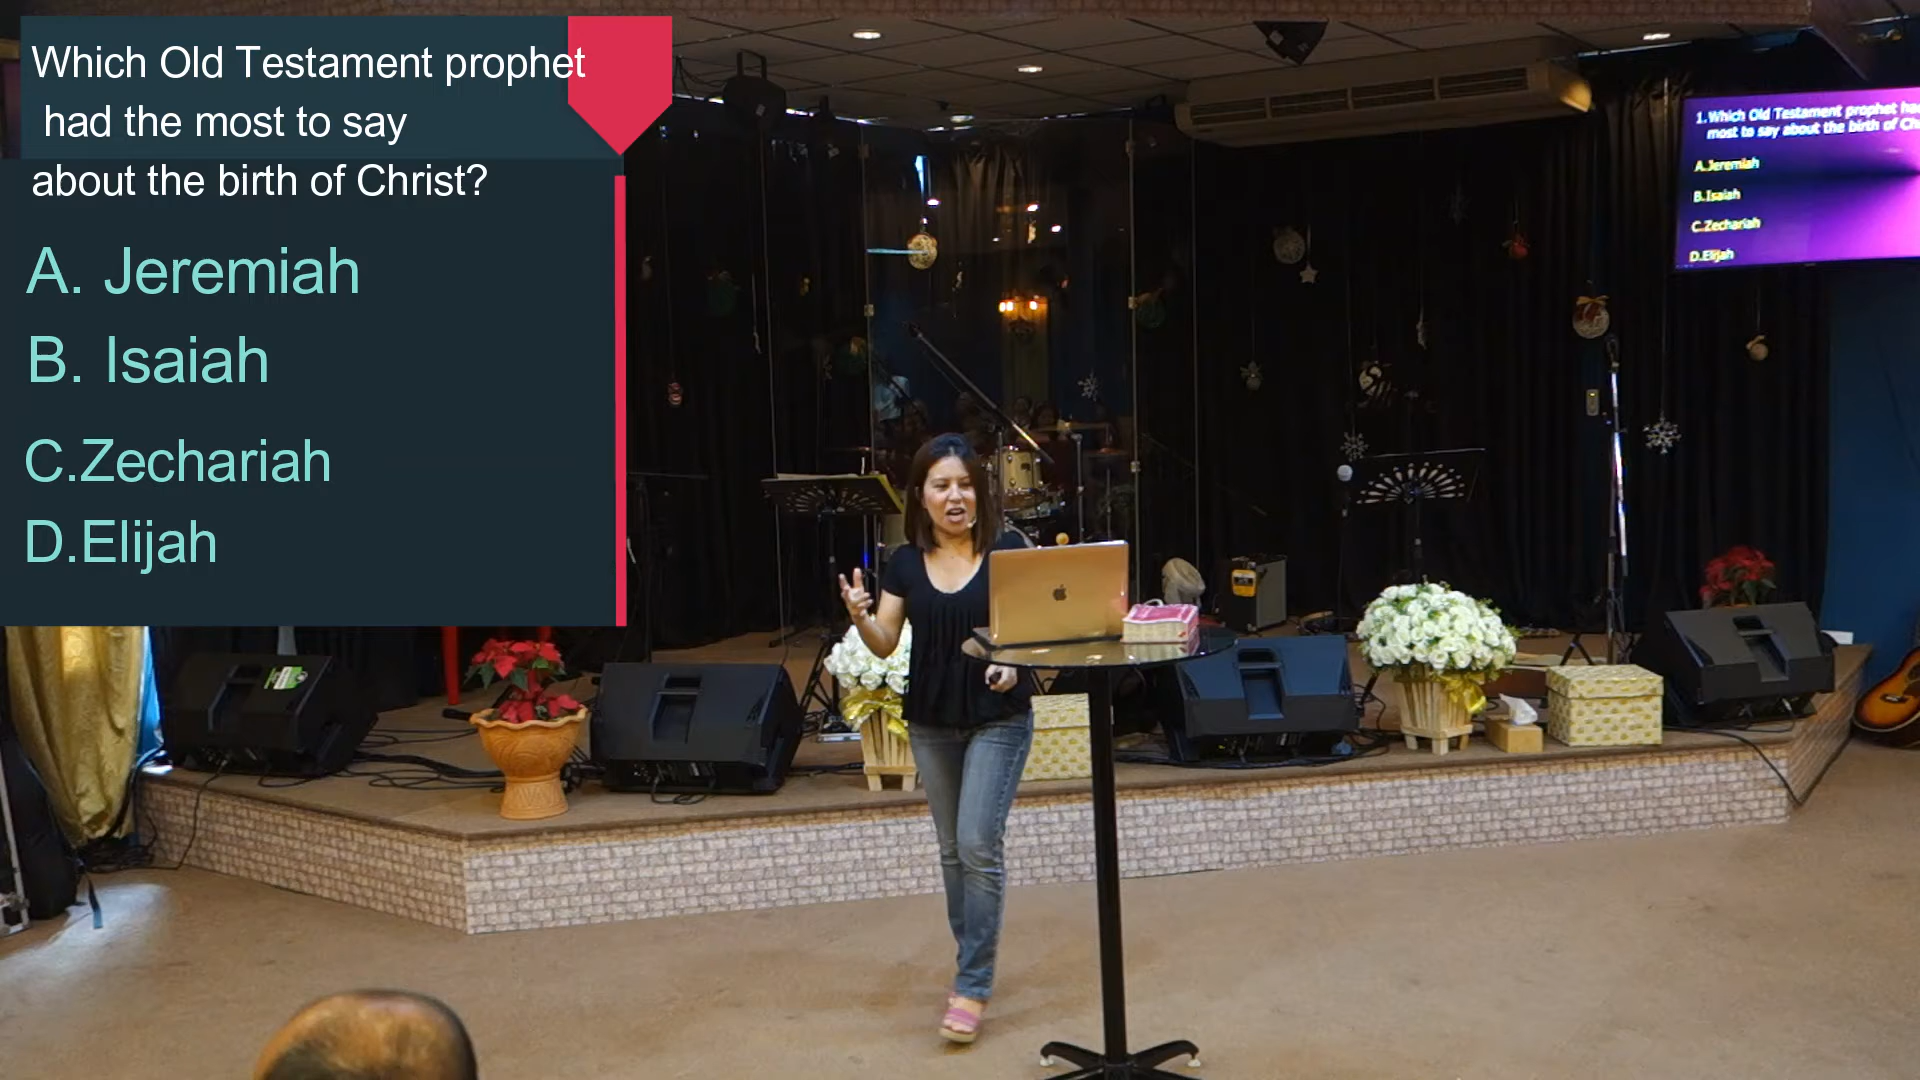 Which Old Testament prophet
had the most to say
about the birth of Christ?
A. Jeremiah
B. Isaiah
C.Zechariah
D.Elijah
1. Which Old Testament prophet
most to say about the birth of
A.Jeremiah
B.Isaiah
C.Zechariah
D.Elijah